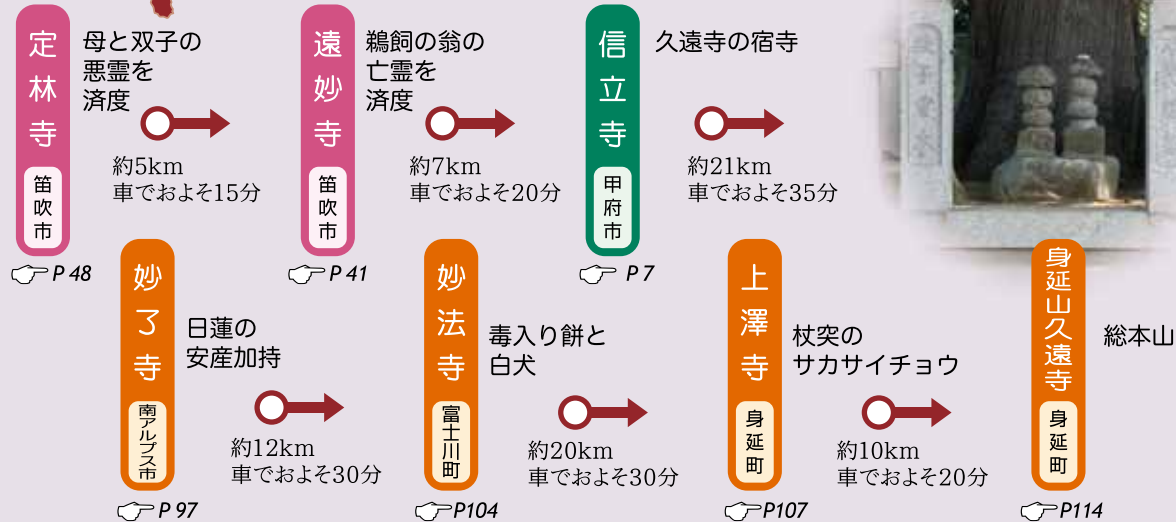 定林寺
笛吹市
母と双子の
悪霊を
済度
約5km
車でおよそ15分
P 48
遠妙寺
笛吹市
鵜飼の翁の
亡霊を
済度
約7km
車でおよそ20分
P 41
信立寺
甲府市
久遠寺の宿寺
約21km
車でおよそ35分
P 7
妙了寺
南アルプス市
日蓮の
安産加持
約12km
車でおよそ30分
P 97
妙法寺
富士川町
毒入り餅と
白犬
約20km
車でおよそ30分
P104
上澤寺
身延町
杖突の
サカサイチョウ
約10km
車でおよそ20分
P107
身延山久遠寺
身延町
総本山
P114